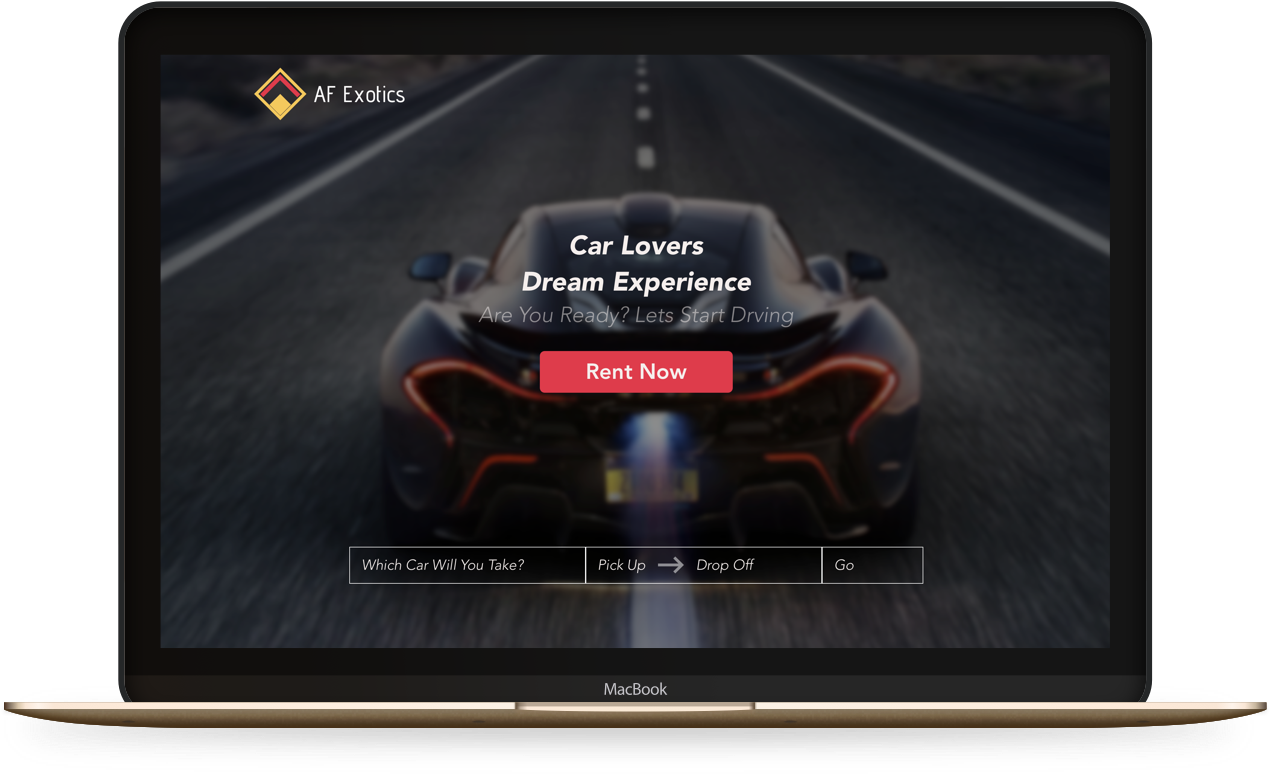 AF Exotics
Car Lovers
Dream Experience
Are You Ready? Lets Start Drving
Rent Now
Which Car Will You Take? Pick Up → Drop Off Go
MacBook